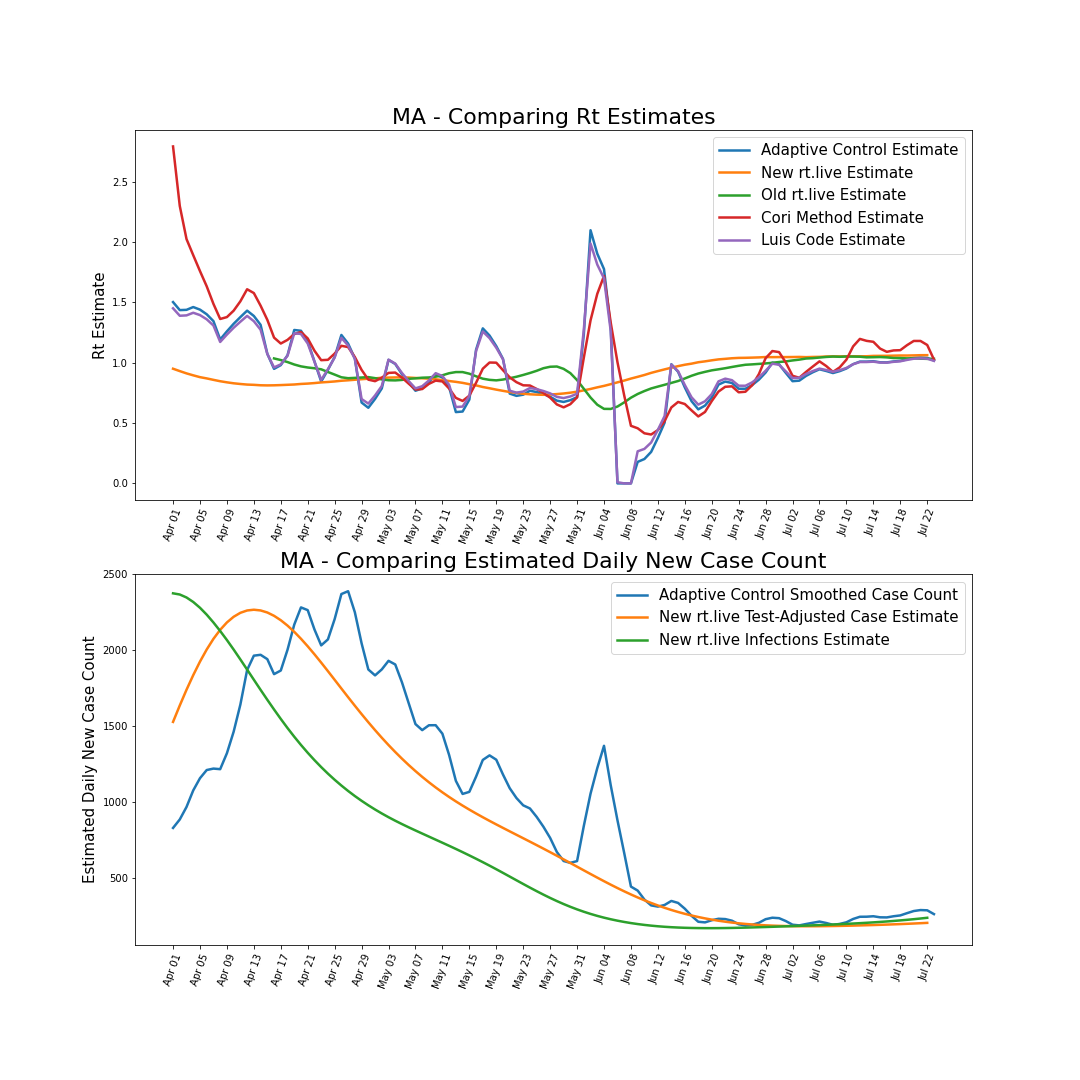 MA - Comparing Rt Estimates
Rt Estimate
2.5
2.0
1.5
1.0
0.5
0.0
Adaptive Control Estimate
New rt.live Estimate
Old rt.live Estimate
Cori Method Estimate
Luis Code Estimate
Apr 01 Apr 05 Apr 09 Apr 13 Apr 17 Apr 21 Apr 25 Apr 29 May 03 May 07 May 11 May 15 May 19 May 23 May 27 May 31 Jun 04 Jun 08 Jun 12 Jun 16 Jun 20 Jun 24 Jun 28 Jul 02 Jul 06 Jul 10 Jul 14 Jul 18 Jul 22
MA - Comparing Estimated Daily New Case Count
Estimated Daily New Case Count
2500
2000
1500
1000
500
Adaptive Control Smoothed Case Count
New rt.live Test-Adjusted Case Estimate
New rt.live Infections Estimate
Apr 01 Apr 05 Apr 09 Apr 13 Apr 17 Apr 21 Apr 25 Apr 29 May 03 May 07 May 11 May 15 May 19 May 23 May 27 May 31 Jun 04 Jun 08 Jun 12 Jun 16 Jun 20 Jun 24 Jun 28 Jul 02 Jul 06 Jul 10 Jul 14 Jul 18 Jul 22